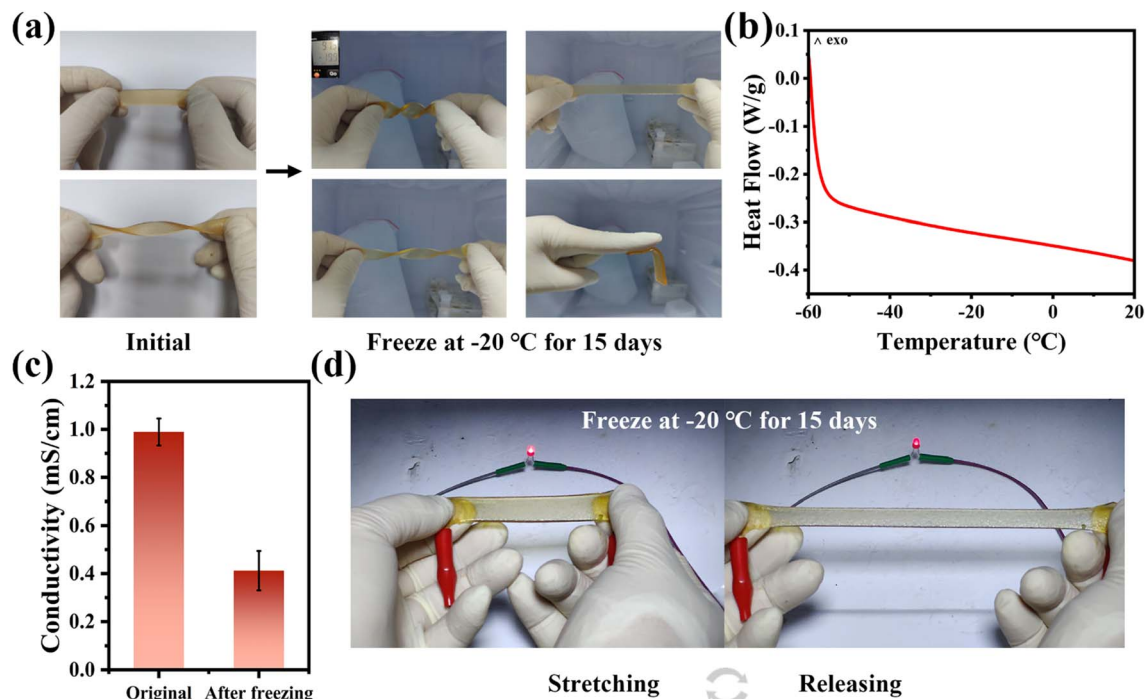 (a)
Go
Initial
Freeze at -20 ℃ for 15 days
(b)
^ exo
Heat Flow (W/g)
0.1
0.0
-0.1
-0.2
-0.3
-0.4
-60
-40
-20
0
20
Temperature (℃)
(c)
Conductivity (mS/cm)
1.2
1.0
0.8
0.6
0.4
0.2
0.0
Original
After freezing
(d)
Freeze at -20 ℃ for 15 days
Stretching
Releasing